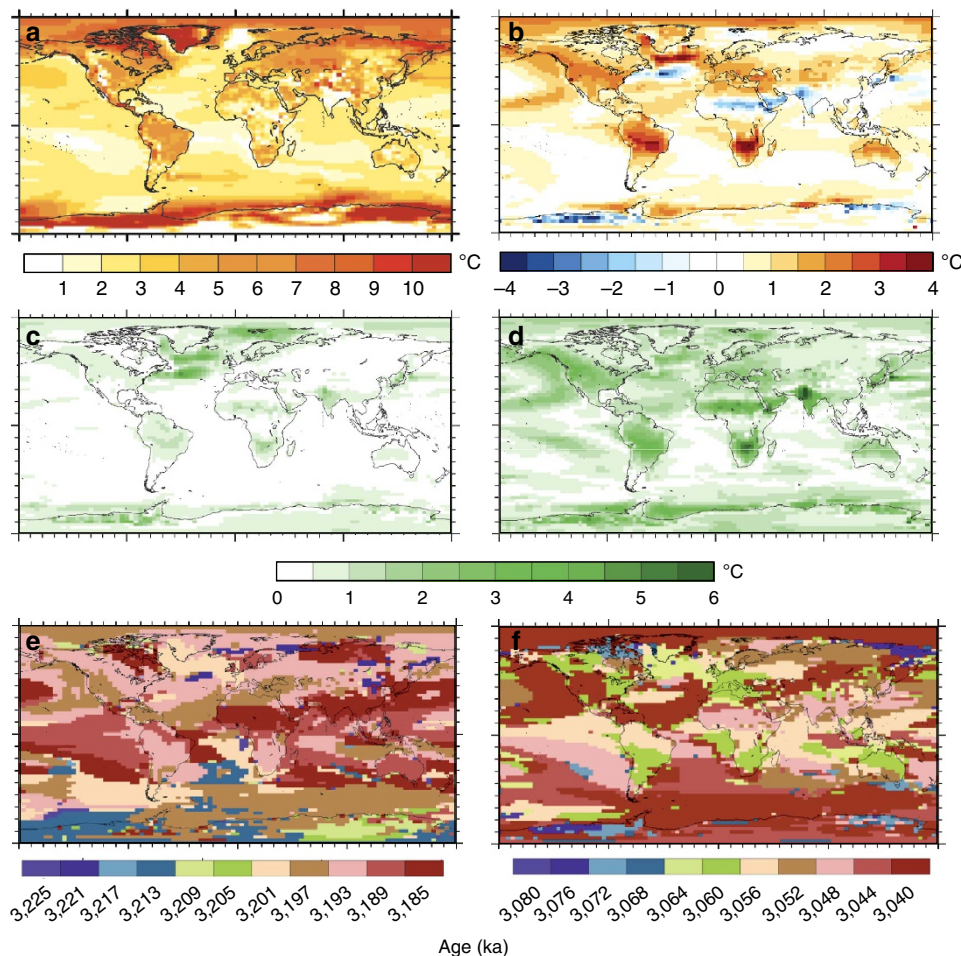 a
b
°C
1 2 3 4 5 6 7 8 9 10
°C
−4 −3 −2 −1 0 1 2 3 4
c
d
°C
0 1 2 3 4 5 6
e
f
3,225 3,221 3,217 3,213 3,209 3,205 3,201 3,197 3,193 3,189 3,185
3,080 3,076 3,072 3,068 3,064 3,060 3,056 3,052 3,048 3,044 3,040
Age (ka)